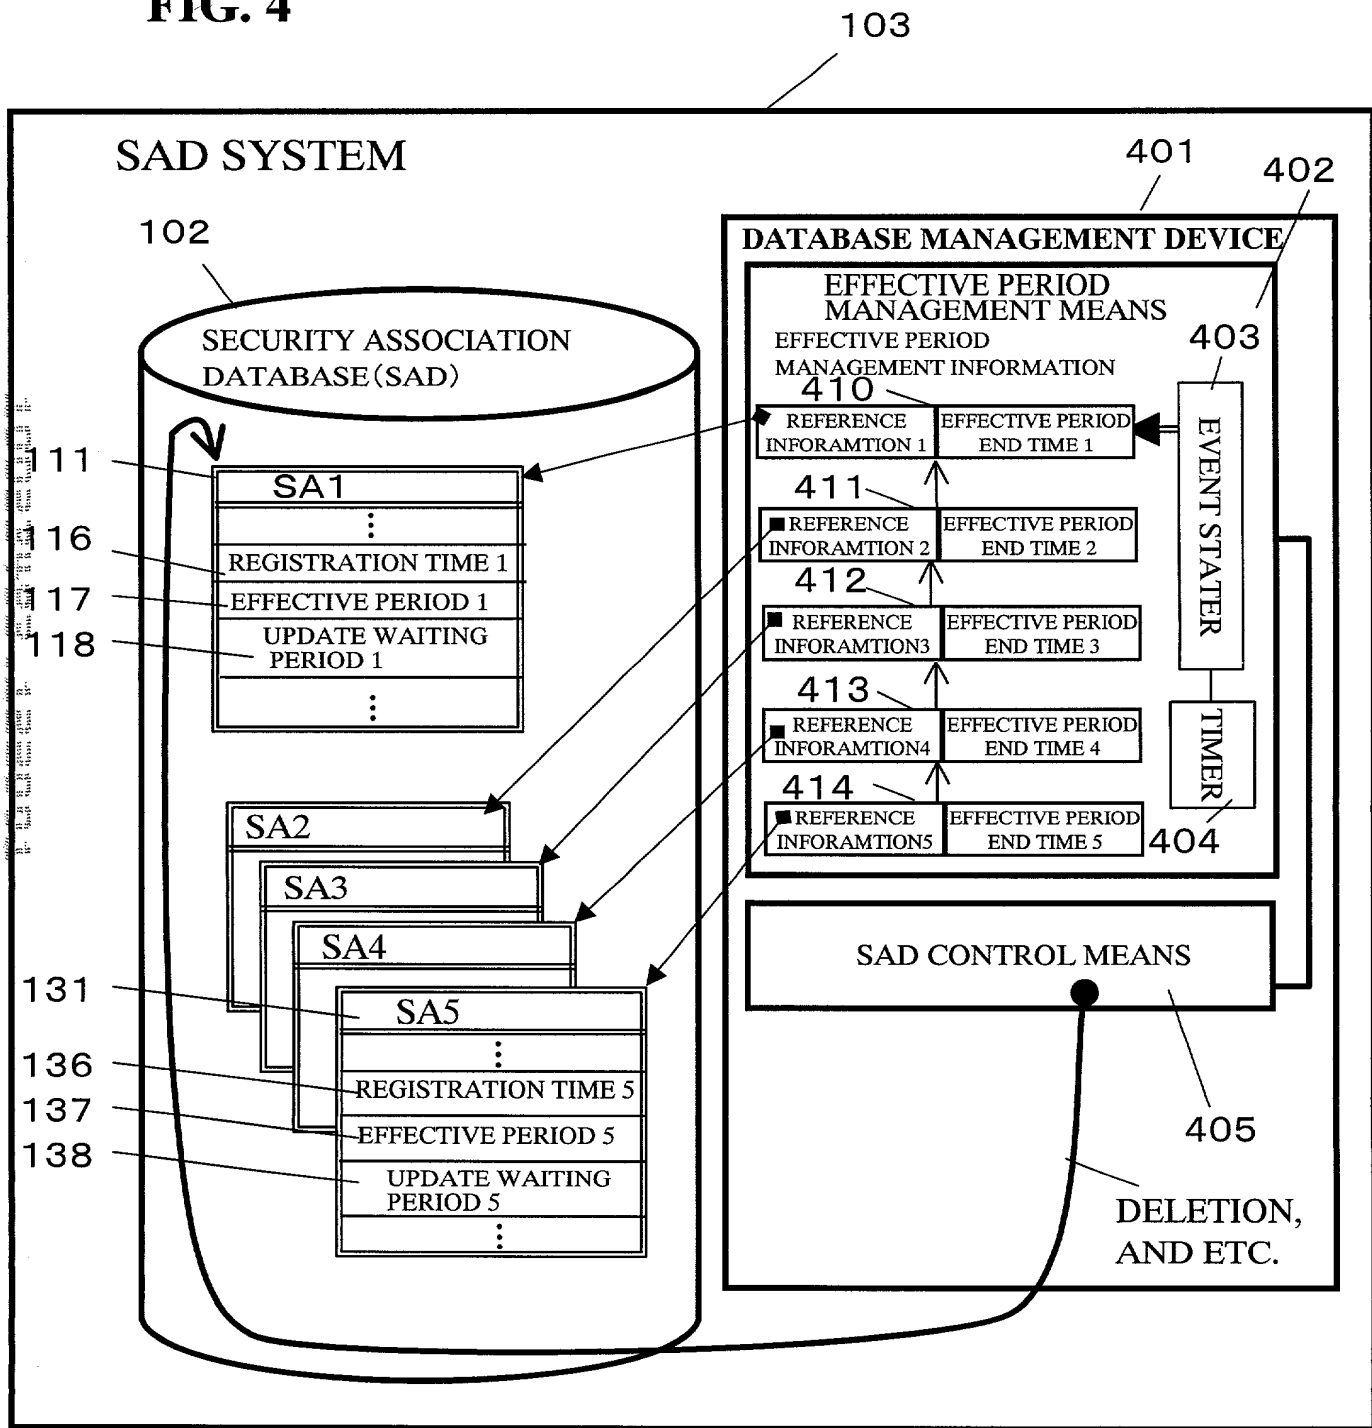 FIG. 4
103
SAD SYSTEM
401
402
102
DATABASE MANAGEMENT DEVICE
EFFECTIVE PERIOD
MANAGEMENT MEANS
SECURITY ASSOCIATION
DATABASE(SAD)
EFFECTIVE PERIOD
MANAGEMENT INFORMATION
403
410
REFERENCE
INFORAMTION 1
EFFECTIVE PERIOD
END TIME 1
EVENT STATER
111
SA1
⋮
116
REGISTRATION TIME 1
117
EFFECTIVE PERIOD 1
118
UPDATE WAITING
PERIOD 1
⋮
411
REFERENCE
INFORAMTION 2
EFFECTIVE PERIOD
END TIME 2
412
REFERENCE
INFORAMTION3
EFFECTIVE PERIOD
END TIME 3
413
REFERENCE
INFORAMTION4
EFFECTIVE PERIOD
END TIME 4
TIMER
414
REFERENCE
INFORAMTION5
EFFECTIVE PERIOD
END TIME 5
404
SA2
SA3
SA4
131
SA5
⋮
136
REGISTRATION TIME 5
137
EFFECTIVE PERIOD 5
138
UPDATE WAITING
PERIOD 5
⋮
SAD CONTROL MEANS
405
DELETION,
AND ETC.